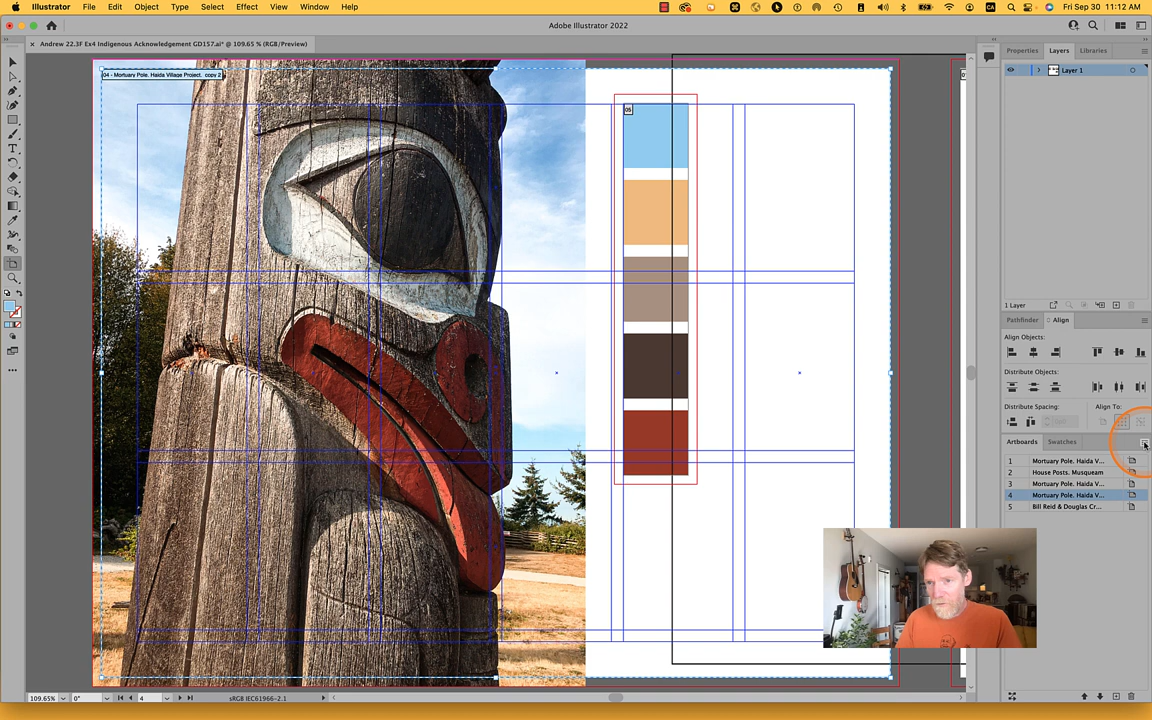 Illustrator File Edit Object Type Select Effect View Window Help
Fri Sep 30 11:12 AM
Adobe Illustrator 2022
Andrew 22.3F Ex4 Indigenous Acknowledgement GD157.ai* @ 109.65 % (RGB/Preview)
04 - Mortuary Pole. Haida Village Project. copy 2
05
Properties Layers Libraries
Layer 1
1 Layer
Pathfinder Align
Align Objects:
Distribute Objects:
Distribute Spacing: Align To:
Artboards Swatches
1 Mortuary Pole. Haida V...
2 House Posts. Musqueam
3 Mortuary Pole. Haida V...
4 Mortuary Pole. Haida V...
5 Bill Reid & Douglas Cr...
109.65% 0° 4 sRGB IEC61966-2.1